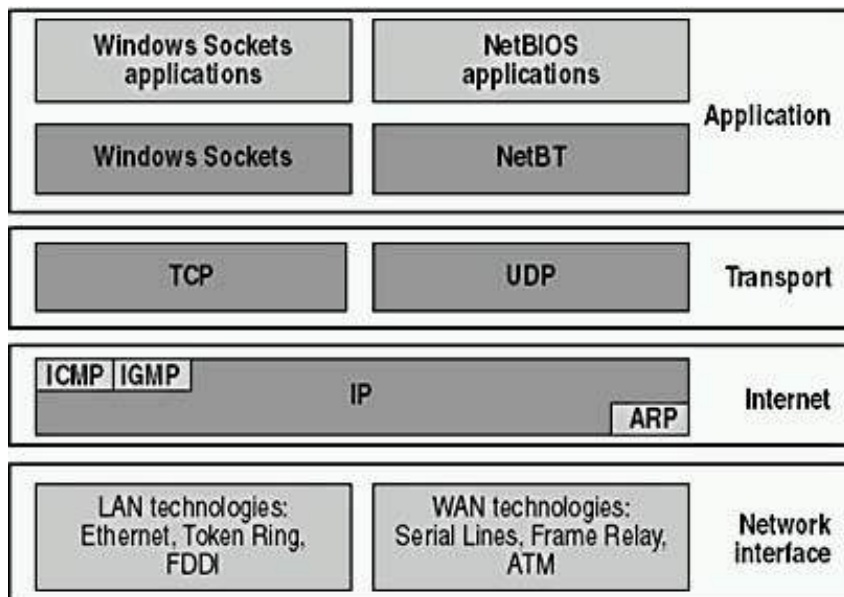 Windows Sockets
applications
NetBIOS
applications
Application
Windows Sockets
NetBT
TCP
UDP
Transport
ICMP
IGMP
IP
ARP
Internet
LAN technologies:
Ethernet, Token Ring,
FDDI
WAN technologies:
Serial Lines, Frame Relay,
ATM
Network
interface